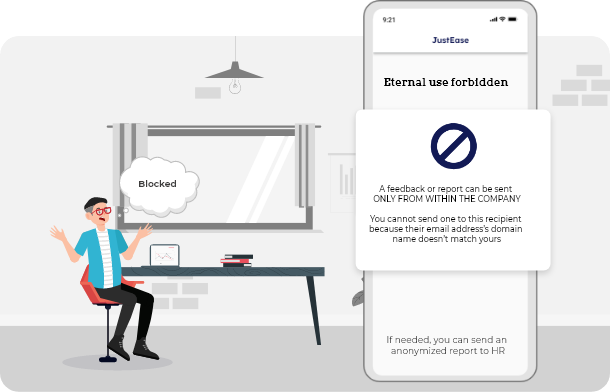 9:21
JustEase
Eternal use forbidden
Blocked
A feedback or report can be sent
ONLY FROM WITHIN THE COMPANY
You cannot send one to this recipient
because their email address's domain
name doesn't match yours
If needed, you can send an
anonymized report to HR